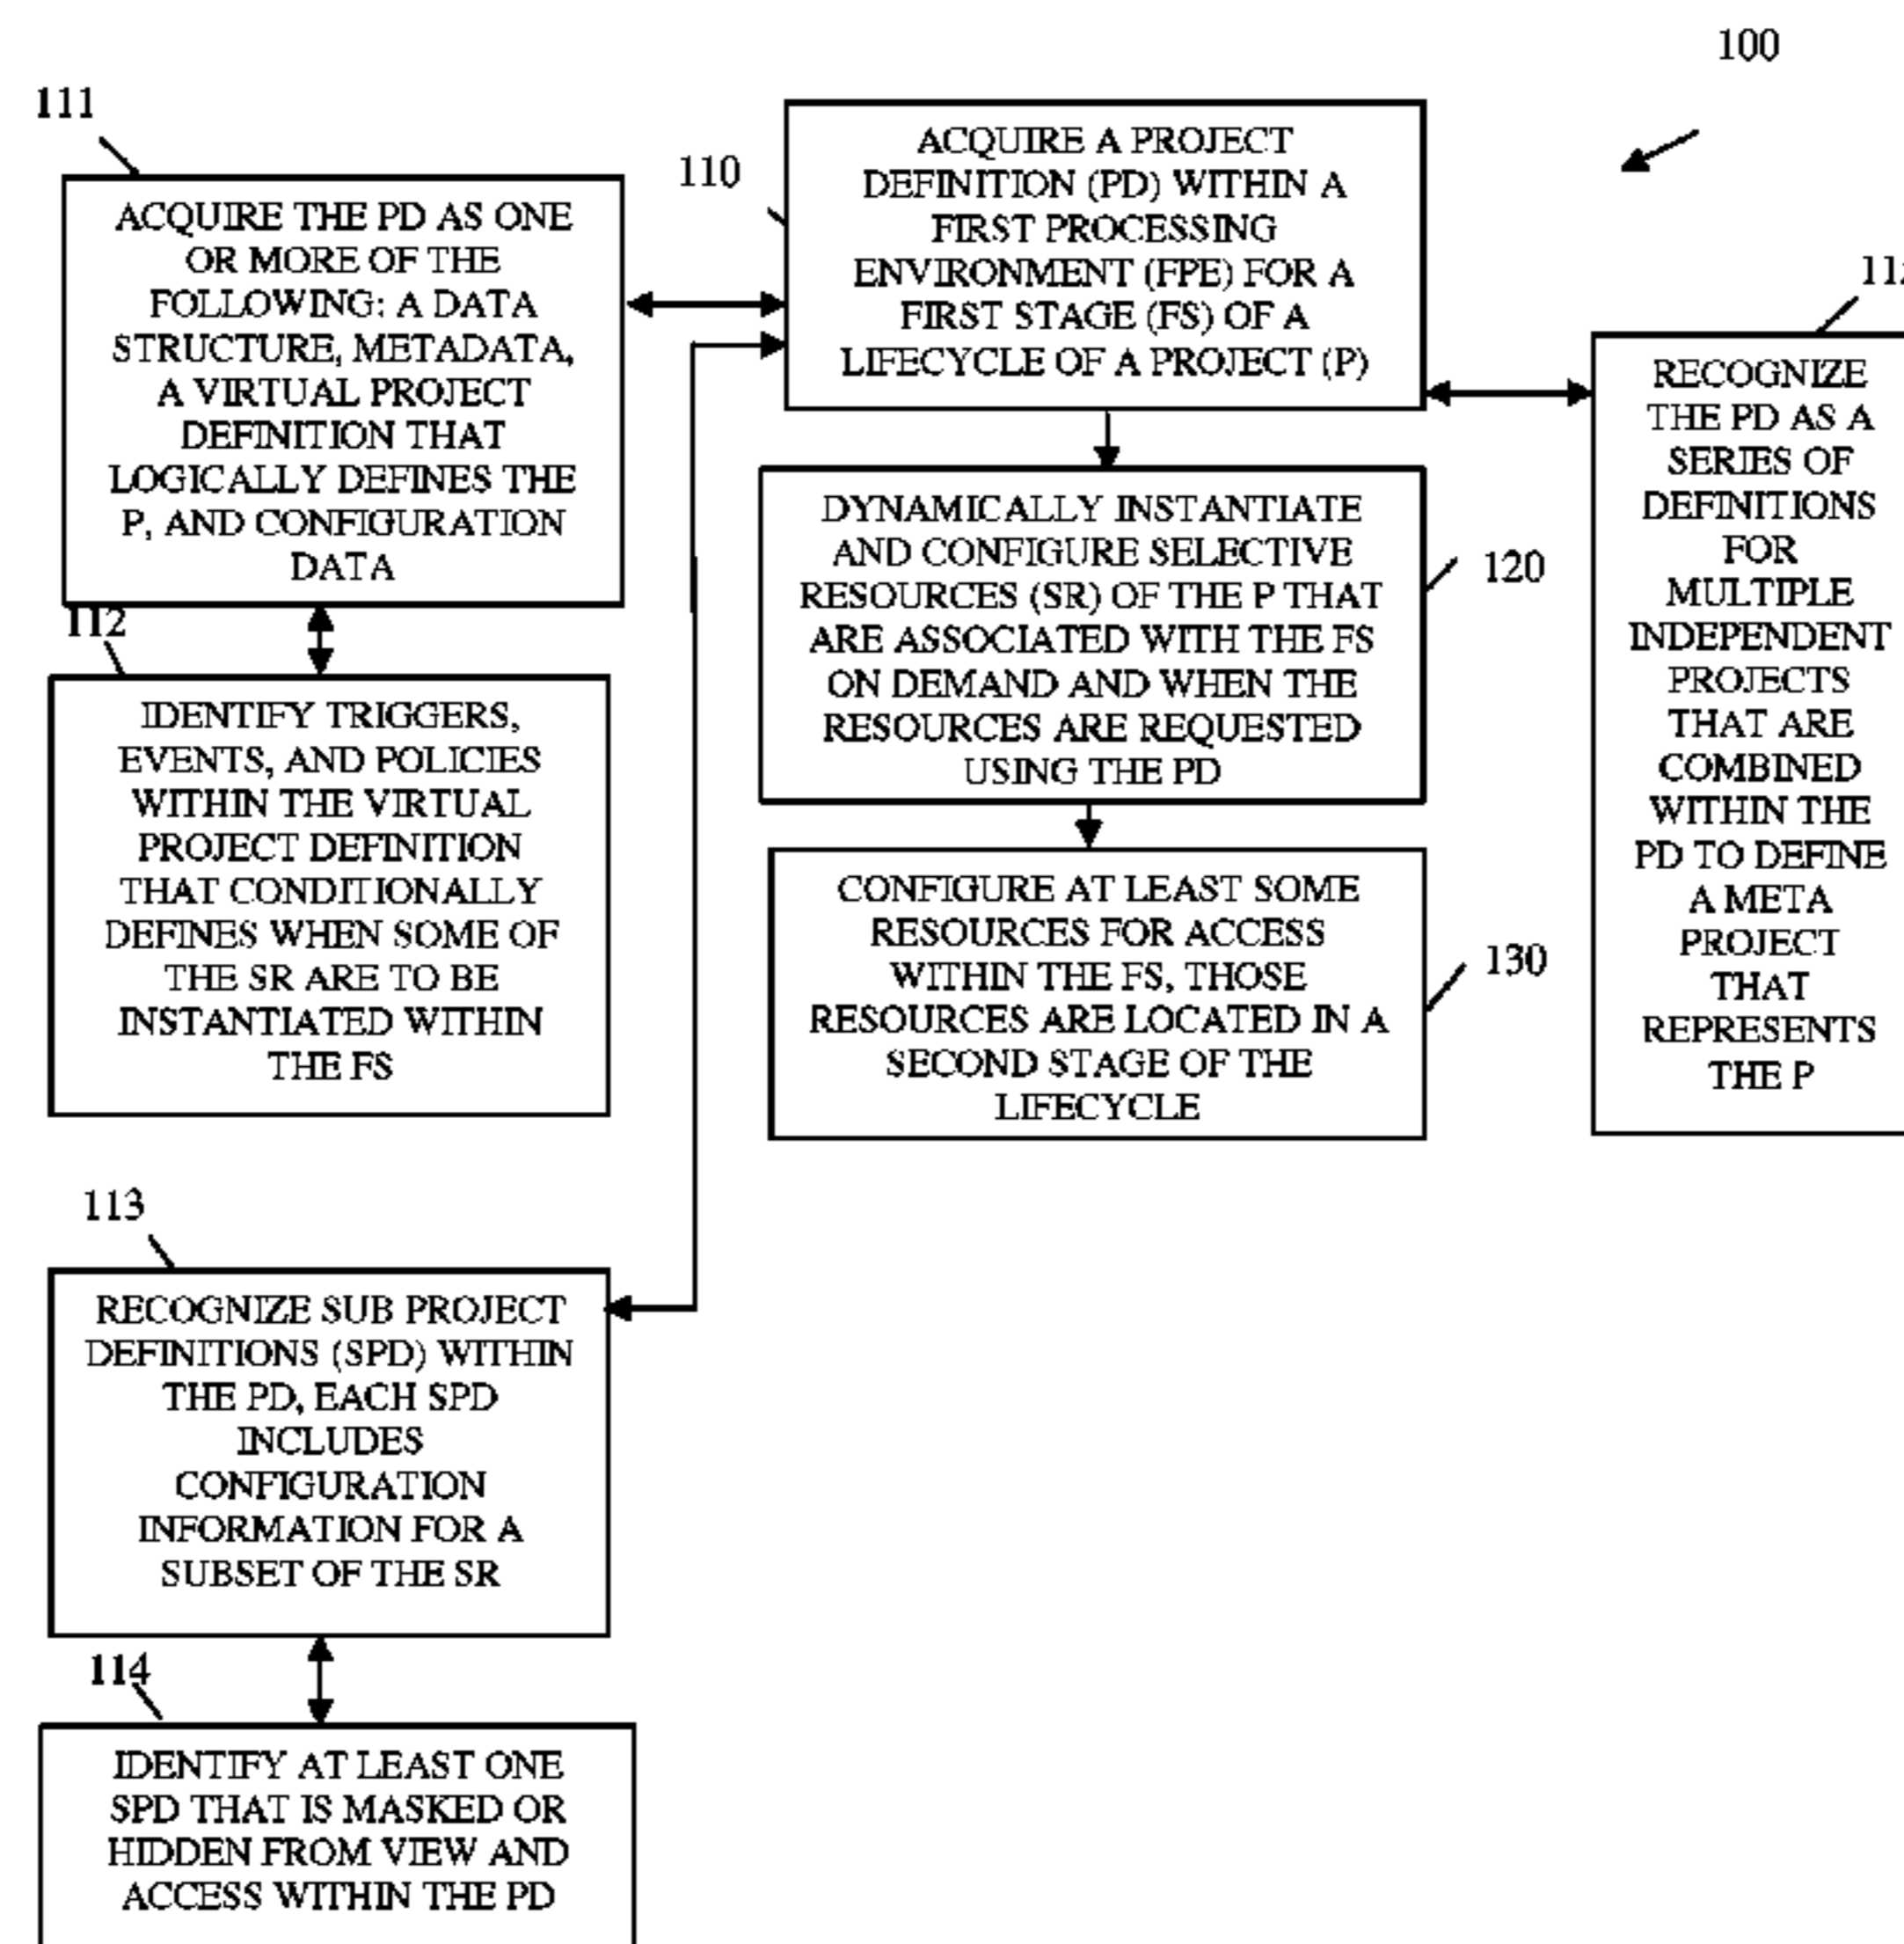 100
111
ACQUIRE THE PD AS ONE
OR MORE OF THE
FOLLOWING: A DATA
STRUCTURE, METADATA,
A VIRTUAL PROJECT
DEFINITION THAT
LOGICALLY DEFINES THE
P, AND CONFIGURATION
DATA
110
ACQUIRE A PROJECT
DEFINITION (PD) WITHIN A
FIRST PROCESSING
ENVIRONMENT (FPE) FOR A
FIRST STAGE (FS) OF A
LIFECYCLE OF A PROJECT (P)
RECOGNIZE
THE PD AS A
SERIES OF
DEFINITIONS
FOR
MULTIPLE
INDEPENDENT
PROJECTS
THAT ARE
COMBINED
WITHIN THE
PD TO DEFINE
A META
PROJECT
THAT
REPRESENTS
THE P
120
DYNAMICALLY INSTANTIATE
AND CONFIGURE SELECTIVE
RESOURCES (SR) OF THE P THAT
ARE ASSOCIATED WITH THE FS
ON DEMAND AND WHEN THE
RESOURCES ARE REQUESTED
USING THE PD
112
IDENTIFY TRIGGERS,
EVENTS, AND POLICIES
WITHIN THE VIRTUAL
PROJECT DEFINITION
THAT CONDITIONALLY
DEFINES WHEN SOME OF
THE SR ARE TO BE
INSTANTIATED WITHIN
THE FS
130
CONFIGURE AT LEAST SOME
RESOURCES FOR ACCESS
WITHIN THE FS, THOSE
RESOURCES ARE LOCATED IN A
SECOND STAGE OF THE
LIFECYCLE
113
RECOGNIZE SUB PROJECT
DEFINITIONS (SPD) WITHIN
THE PD, EACH SPD
INCLUDES
CONFIGURATION
INFORMATION FOR A
SUBSET OF THE SR
114
IDENTIFY AT LEAST ONE
SPD THAT IS MASKED OR
HIDDEN FROM VIEW AND
ACCESS WITHIN THE PD